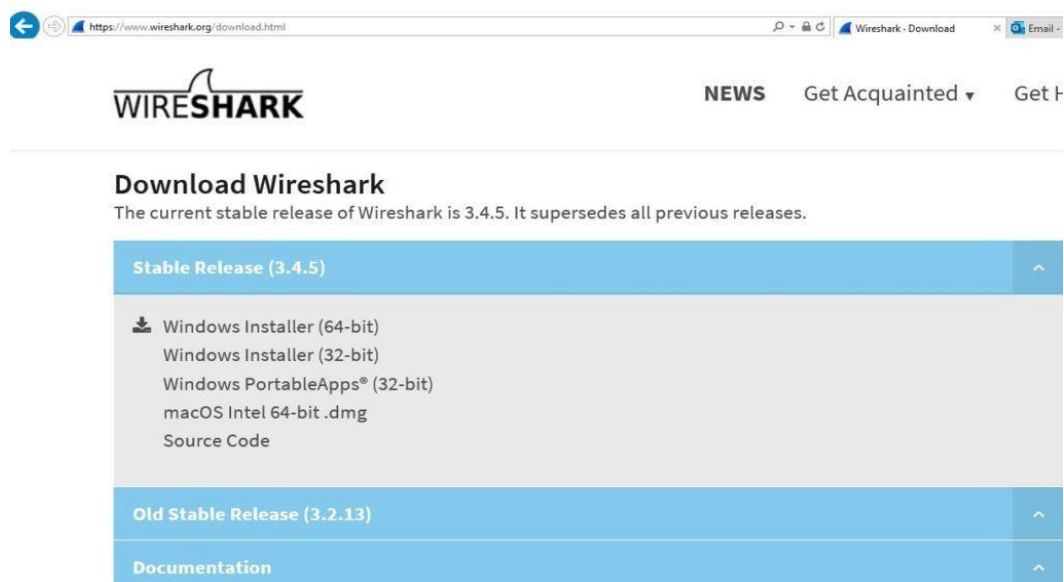 https://www.wireshark.org/download.html
Wireshark - Download
Email -
WIRESHARK
NEWS Get Acquainted ▾ Get H
Download Wireshark
The current stable release of Wireshark is 3.4.5. It supersedes all previous releases.
Stable Release (3.4.5)
Windows Installer (64-bit)
Windows Installer (32-bit)
Windows PortableApps® (32-bit)
macOS Intel 64-bit .dmg
Source Code
Old Stable Release (3.2.13)
Documentation